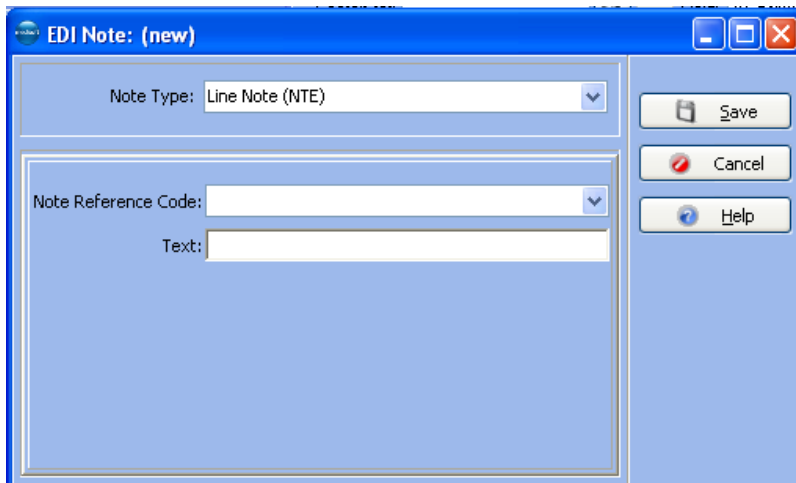 EDI Note: (new)
Note Type: Line Note (NTE)
Save
Cancel
Note Reference Code:
Help
Text: